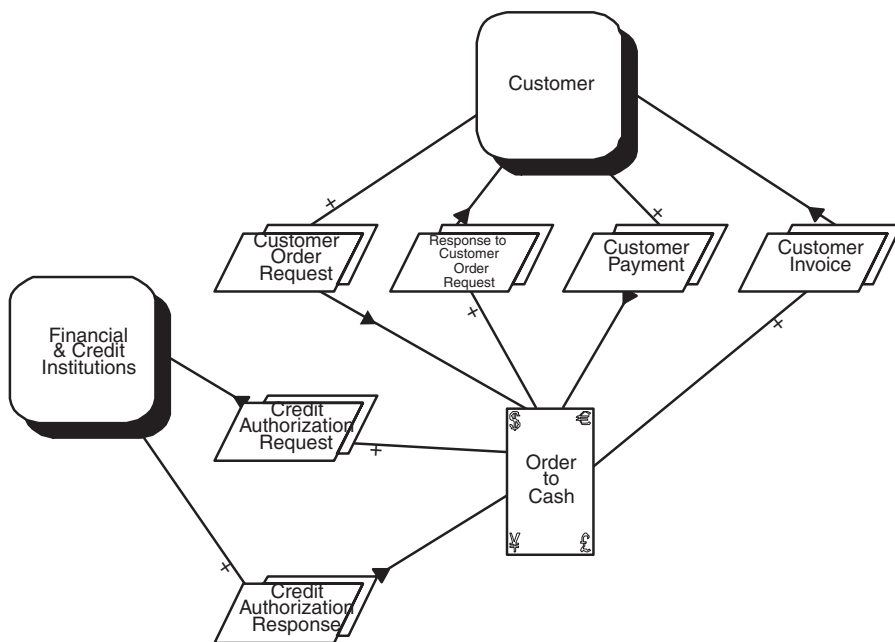 Customer
Customer
Order
Request
Response to
Customer
Order
Request
Customer
Payment
Customer
Invoice
Financial
& Credit
Institutions
Credit
Authorization
Request
$ €
Order
to
Cash
¥ £
Credit
Authorization
Response